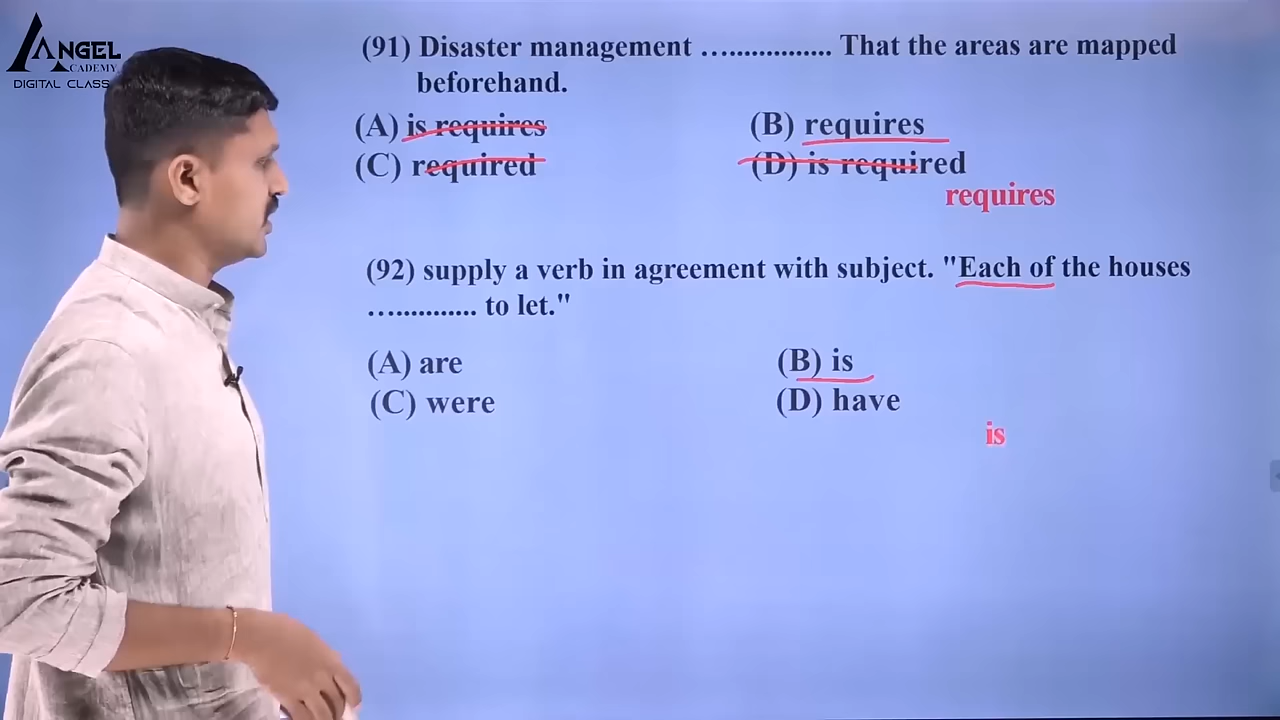 ANGEL
ACADEMY
DIGITAL CLASS
(91) Disaster management ….............. That the areas are mapped
beforehand.
(A) is requires
(B) requires
(C) required
(D) is required
requires
(92) supply a verb in agreement with subject. "Each of the houses
…............ to let."
(A) are
(B) is
(C) were
(D) have
is